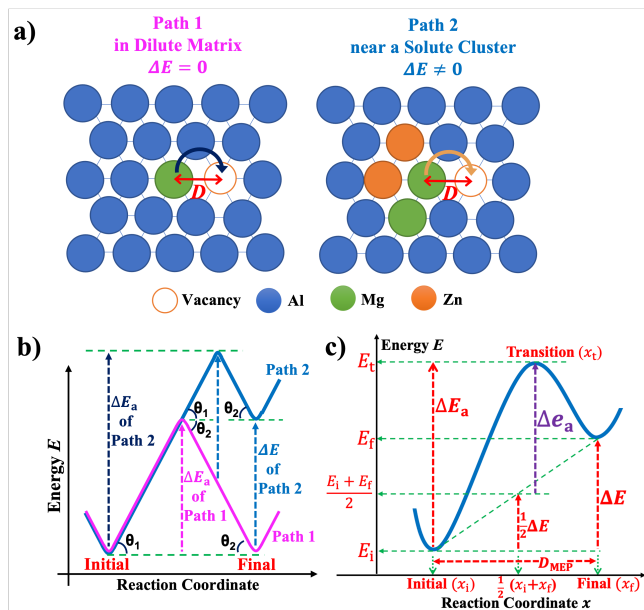 a)
Path 1
in Dilute Matrix
ΔE = 0
Path 2
near a Solute Cluster
ΔE ≠ 0
D
D
Vacancy
Al
Mg
Zn
b)
Energy E
ΔEa
of
Path 2
θ1
θ2
θ2
Path 2
ΔEa of
Path 1
ΔE
of
Path 2
θ1
θ2
Path 1
Initial
Final
Reaction Coordinate
c)
Energy E
Et
Transition (xt)
ΔEa
Δea
Ef
Ei + Ef
2
½ΔE
ΔE
Ei
DMEP
Initial (xi)
½ (xi+xf)
Final (xf)
Reaction Coordinate x